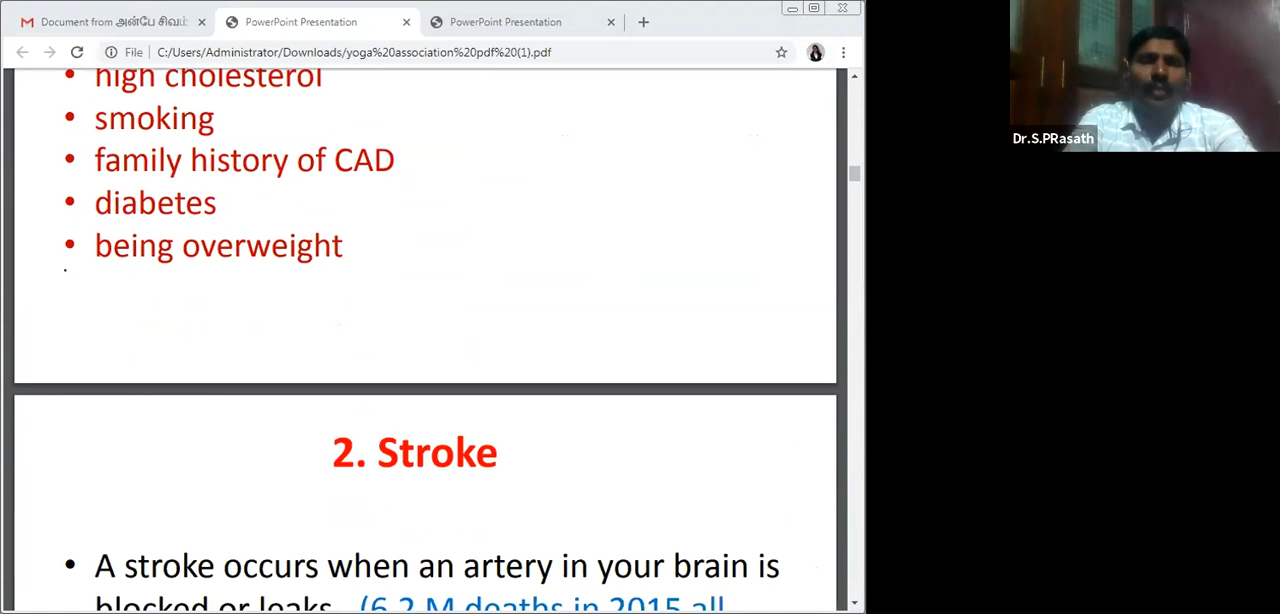 Document from அன்பே சிவம்
PowerPoint Presentation
PowerPoint Presentation
File
C:/Users/Administrator/Downloads/yoga%20association%20pdf%20(1).pdf
• high cholesterol
• smoking
• family history of CAD
• diabetes
• being overweight
.
2. Stroke
• A stroke occurs when an artery in your brain is
blocked or leaks. (6.2 M deaths in 2015 all
Dr.S.PRasath